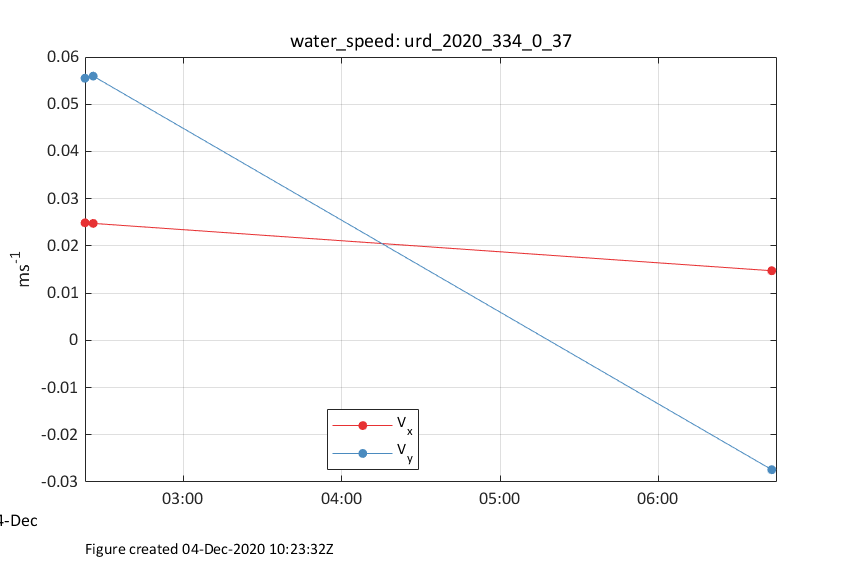 water_speed: urd_2020_334_0_37
0.06
0.05
0.04
0.03
0.02
0.01
0
-0.01
-0.02
-0.03
ms-1
Vx
Vy
03:00 04:00 05:00 06:00
4-Dec
Figure created 04-Dec-2020 10:23:32Z